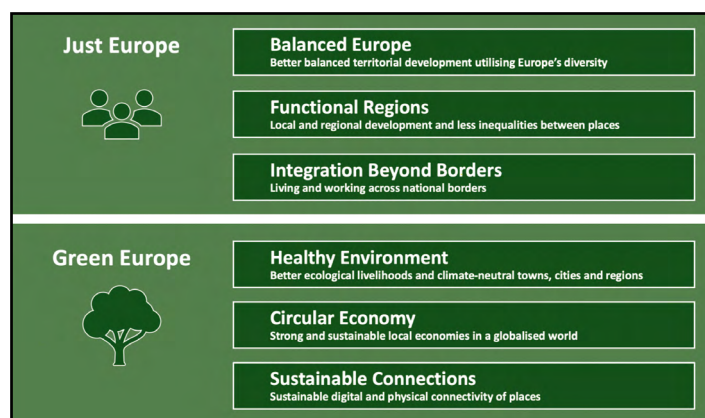 Just Europe
Balanced Europe
Better balanced territorial development utilising Europe's diversity
Functional Regions
Local and regional development and less inequalities between places
Integration Beyond Borders
Living and working across national borders
Green Europe
Healthy Environment
Better ecological livelihoods and climate-neutral towns, cities and regions
Circular Economy
Strong and sustainable local economies in a globalised world
Sustainable Connections
Sustainable digital and physical connectivity of places